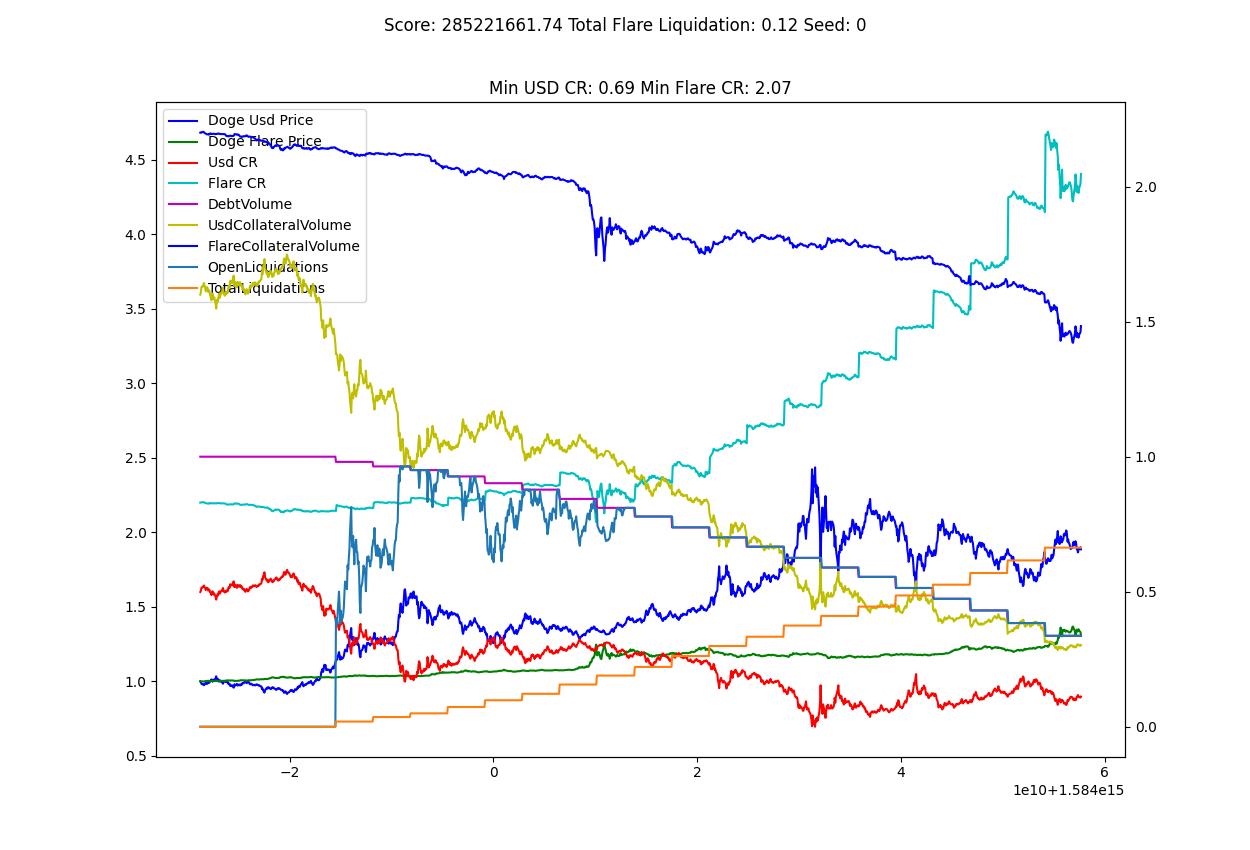 Score: 285221661.74 Total Flare Liquidation: 0.12 Seed: 0
Min USD CR: 0.69 Min Flare CR: 2.07
Doge Usd Price
Doge Flare Price
Usd CR
Flare CR
DebtVolume
UsdCollateralVolume
FlareCollateralVolume
OpenLiquidations
TotalLiquidations
4.5
4.0
3.5
3.0
2.5
2.0
1.5
1.0
0.5
2.0
1.5
1.0
0.5
0.0
−2
0
2
4
6
1e10+1.584e15